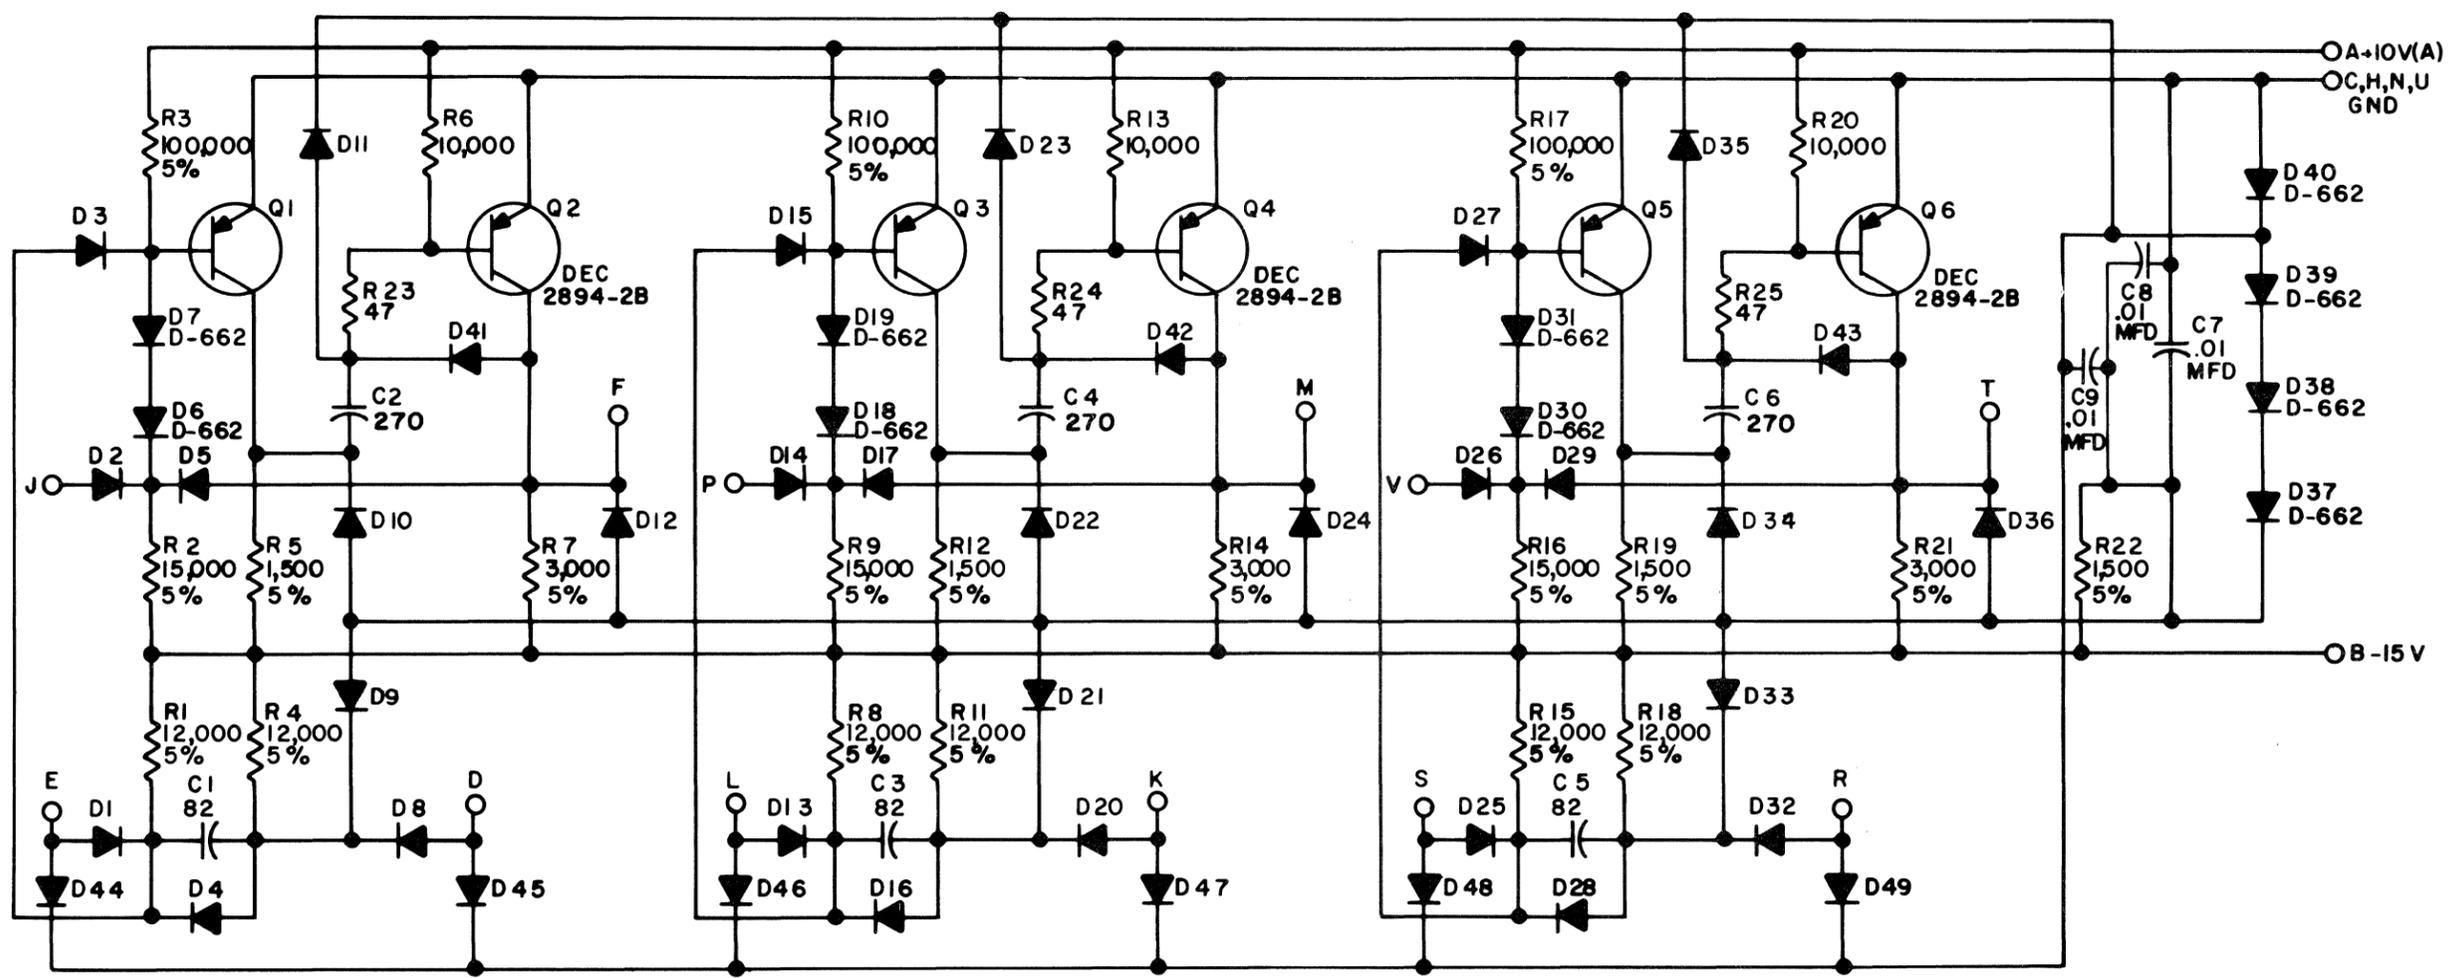 A+10V(A)
C,H,N,U
GND
R3
100,000
5%
D11
R6
10,000
R10
100,000
5%
D23
R13
10,000
R17
100,000
5%
D35
R20
10,000
D40
D-662
D3
Q1
Q2
D15
Q3
Q4
D27
Q5
Q6
DEC
2894-2B
DEC
2894-2B
DEC
2894-2B
D39
D-662
R23
47
R24
47
R25
47
C8
.01
MFD
D7
D-662
D41
D19
D-662
D42
D31
D-662
D43
C7
.01
MFD
D6
D-662
C2
270
F
D18
D-662
C4
270
M
D30
D-662
C6
270
T
C9
.01
MFD
D38
D-662
J
D2
D5
P
D14
D17
V
D26
D29
D37
D-662
D10
D12
D22
D24
D34
D36
R2
15,000
5%
R5
1,500
5%
R7
3,000
5%
R9
15,000
5%
R12
1,500
5%
R14
3,000
5%
R16
15,000
5%
R19
1,500
5%
R21
3,000
5%
R22
1,500
5%
B-15V
D9
D21
D33
R1
12,000
5%
R4
12,000
5%
R8
12,000
5%
R11
12,000
5%
R15
12,000
5%
R18
12,000
5%
E
D1
C1
82
D8
D
L
D13
C3
82
D20
K
S
D25
C5
82
D32
R
D44
D4
D45
D46
D16
D47
D48
D28
D49